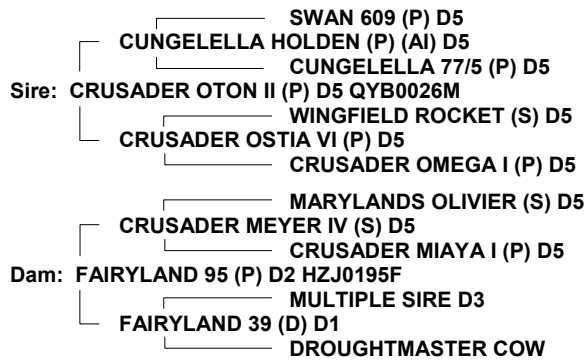 SWAN 609 (P) D5
CUNGELELLA HOLDEN (P) (AI) D5
CUNGELELLA 77/5 (P) D5
Sire: CRUSADER OTON II (P) D5 QYB0026M
WINGFIELD ROCKET (S) D5
CRUSADER OSTIA VI (P) D5
CRUSADER OMEGA I (P) D5
MARYLANDS OLIVIER (S) D5
CRUSADER MEYER IV (S) D5
CRUSADER MIAYA I (P) D5
Dam: FAIRYLAND 95 (P) D2 HZJ0195F
MULTIPLE SIRE D3
FAIRYLAND 39 (D) D1
DROUGHTMASTER COW